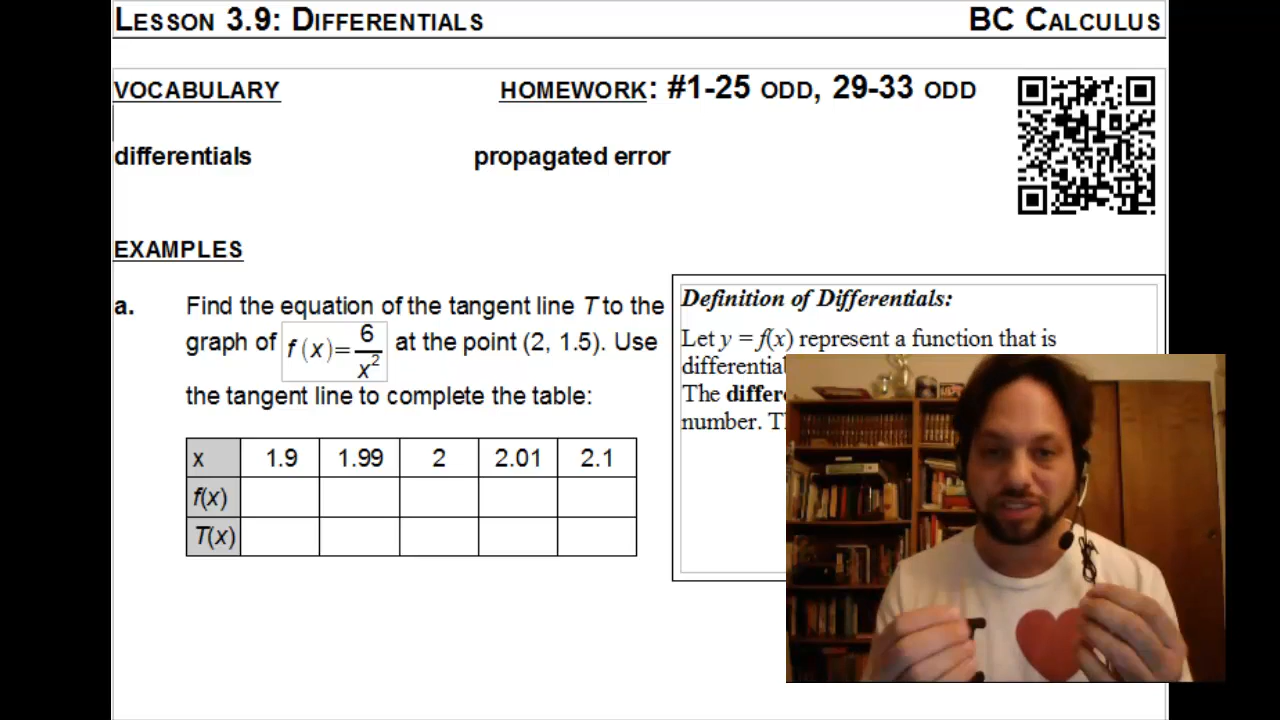 LESSON 3.9: DIFFERENTIALS
BC CALCULUS
VOCABULARY
HOMEWORK: #1-25 ODD, 29-33 ODD
differentials
propagated error
EXAMPLES
a. Find the equation of the tangent line T to the
graph of f(x)=6/x² at the point (2, 1.5). Use
the tangent line to complete the table:
x 1.9 1.99 2 2.01 2.1
f(x)
T(x)
Definition of Differentials:
Let y = f(x) represent a function that is
The
number.